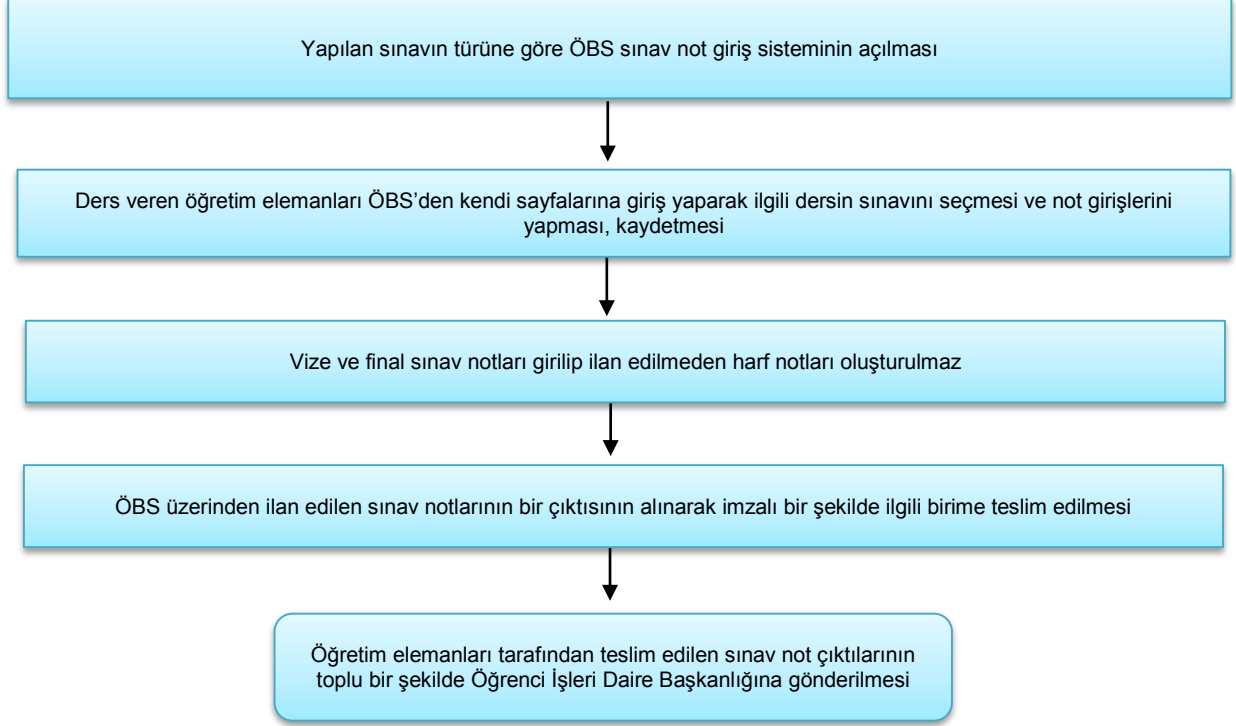 Yapılan sınavın türüne göre ÖBS sınav not giriş sisteminin açılması
Ders veren öğretim elemanları ÖBS’den kendi sayfalarına giriş yaparak ilgili dersin sınavını seçmesi ve not girişlerini
yapması, kaydetmesi
Vize ve final sınav notları girilip ilan edilmeden harf notları oluşturulmaz
ÖBS üzerinden ilan edilen sınav notlarının bir çıktısının alınarak imzalı bir şekilde ilgili birime teslim edilmesi
Öğretim elemanları tarafından teslim edilen sınav not çıktılarının
toplu bir şekilde Öğrenci İşleri Daire Başkanlığına gönderilmesi